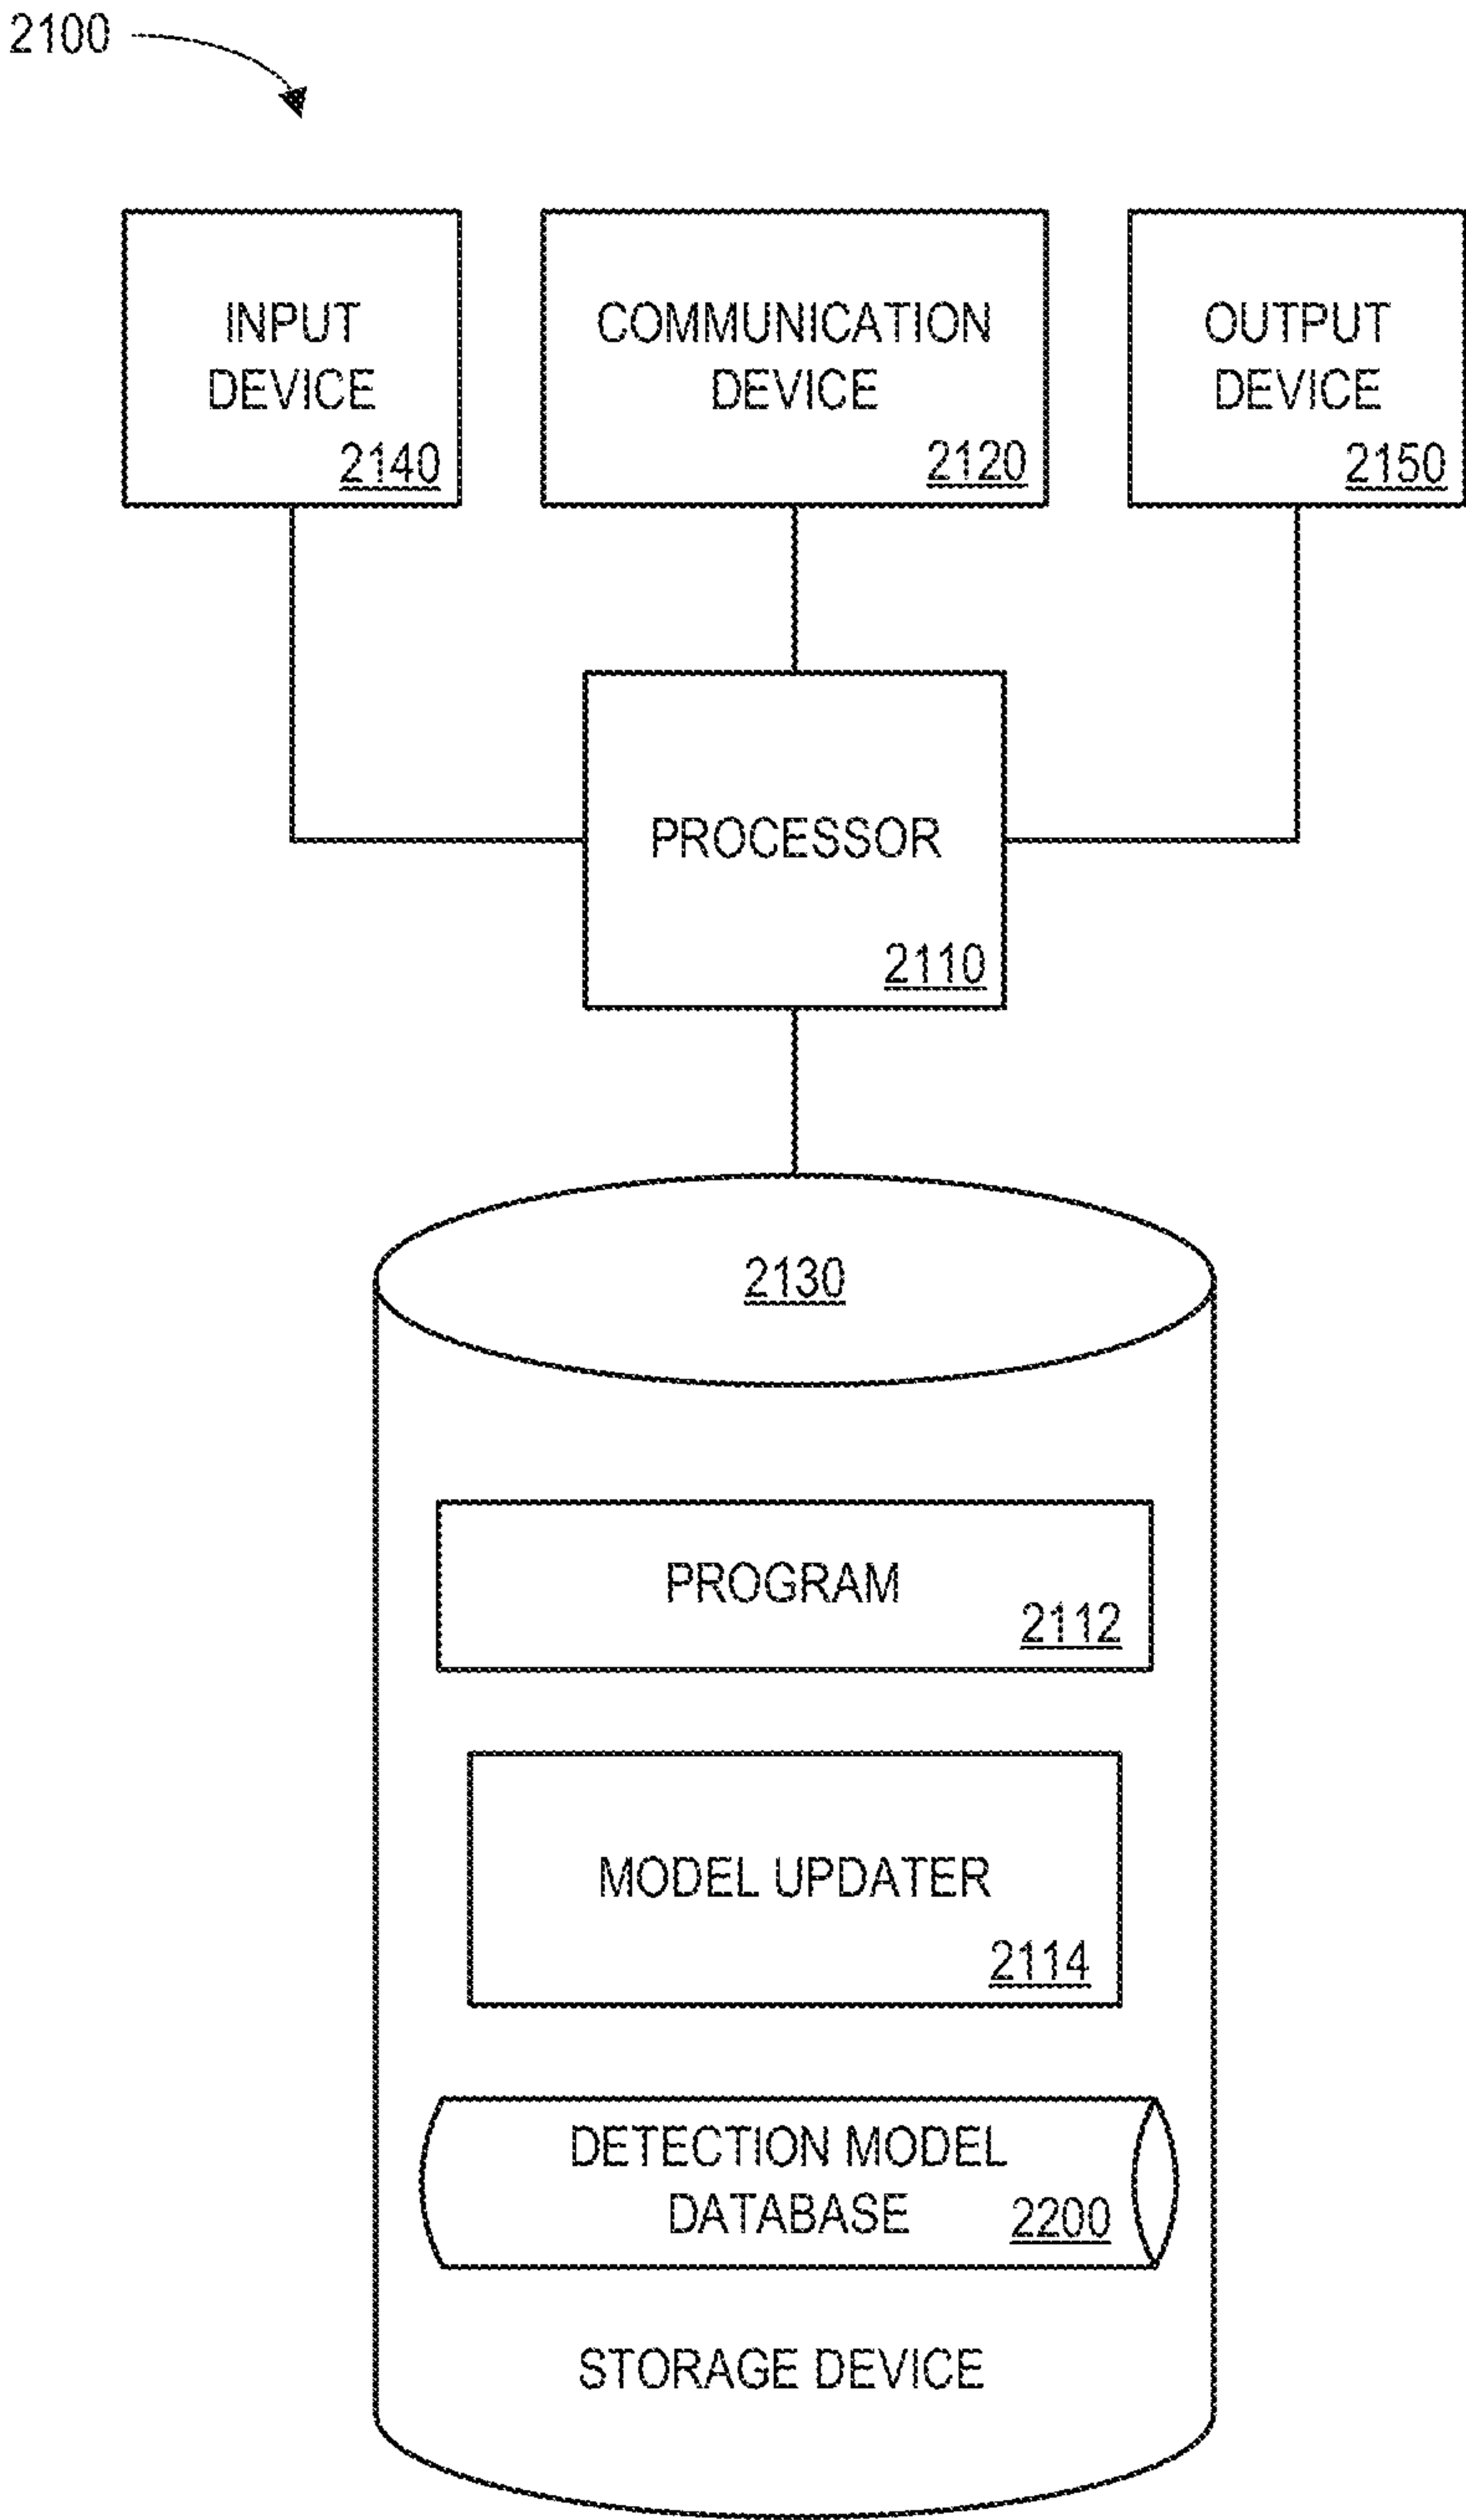 2100
INPUT
DEVICE
2140
COMMUNICATION
DEVICE
2120
OUTPUT
DEVICE
2150
PROCESSOR
2110
2130
PROGRAM
2112
MODEL UPDATER
2114
DETECTION MODEL
DATABASE 2200
STORAGE DEVICE